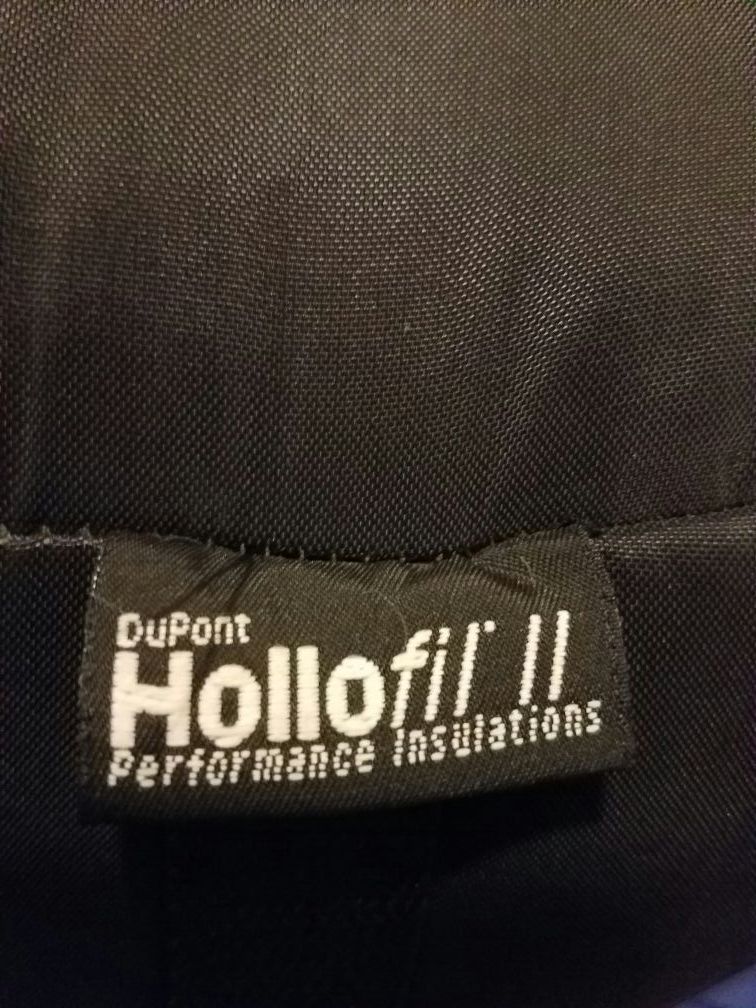 DuPont
Hollofil® II
Performance Insulations